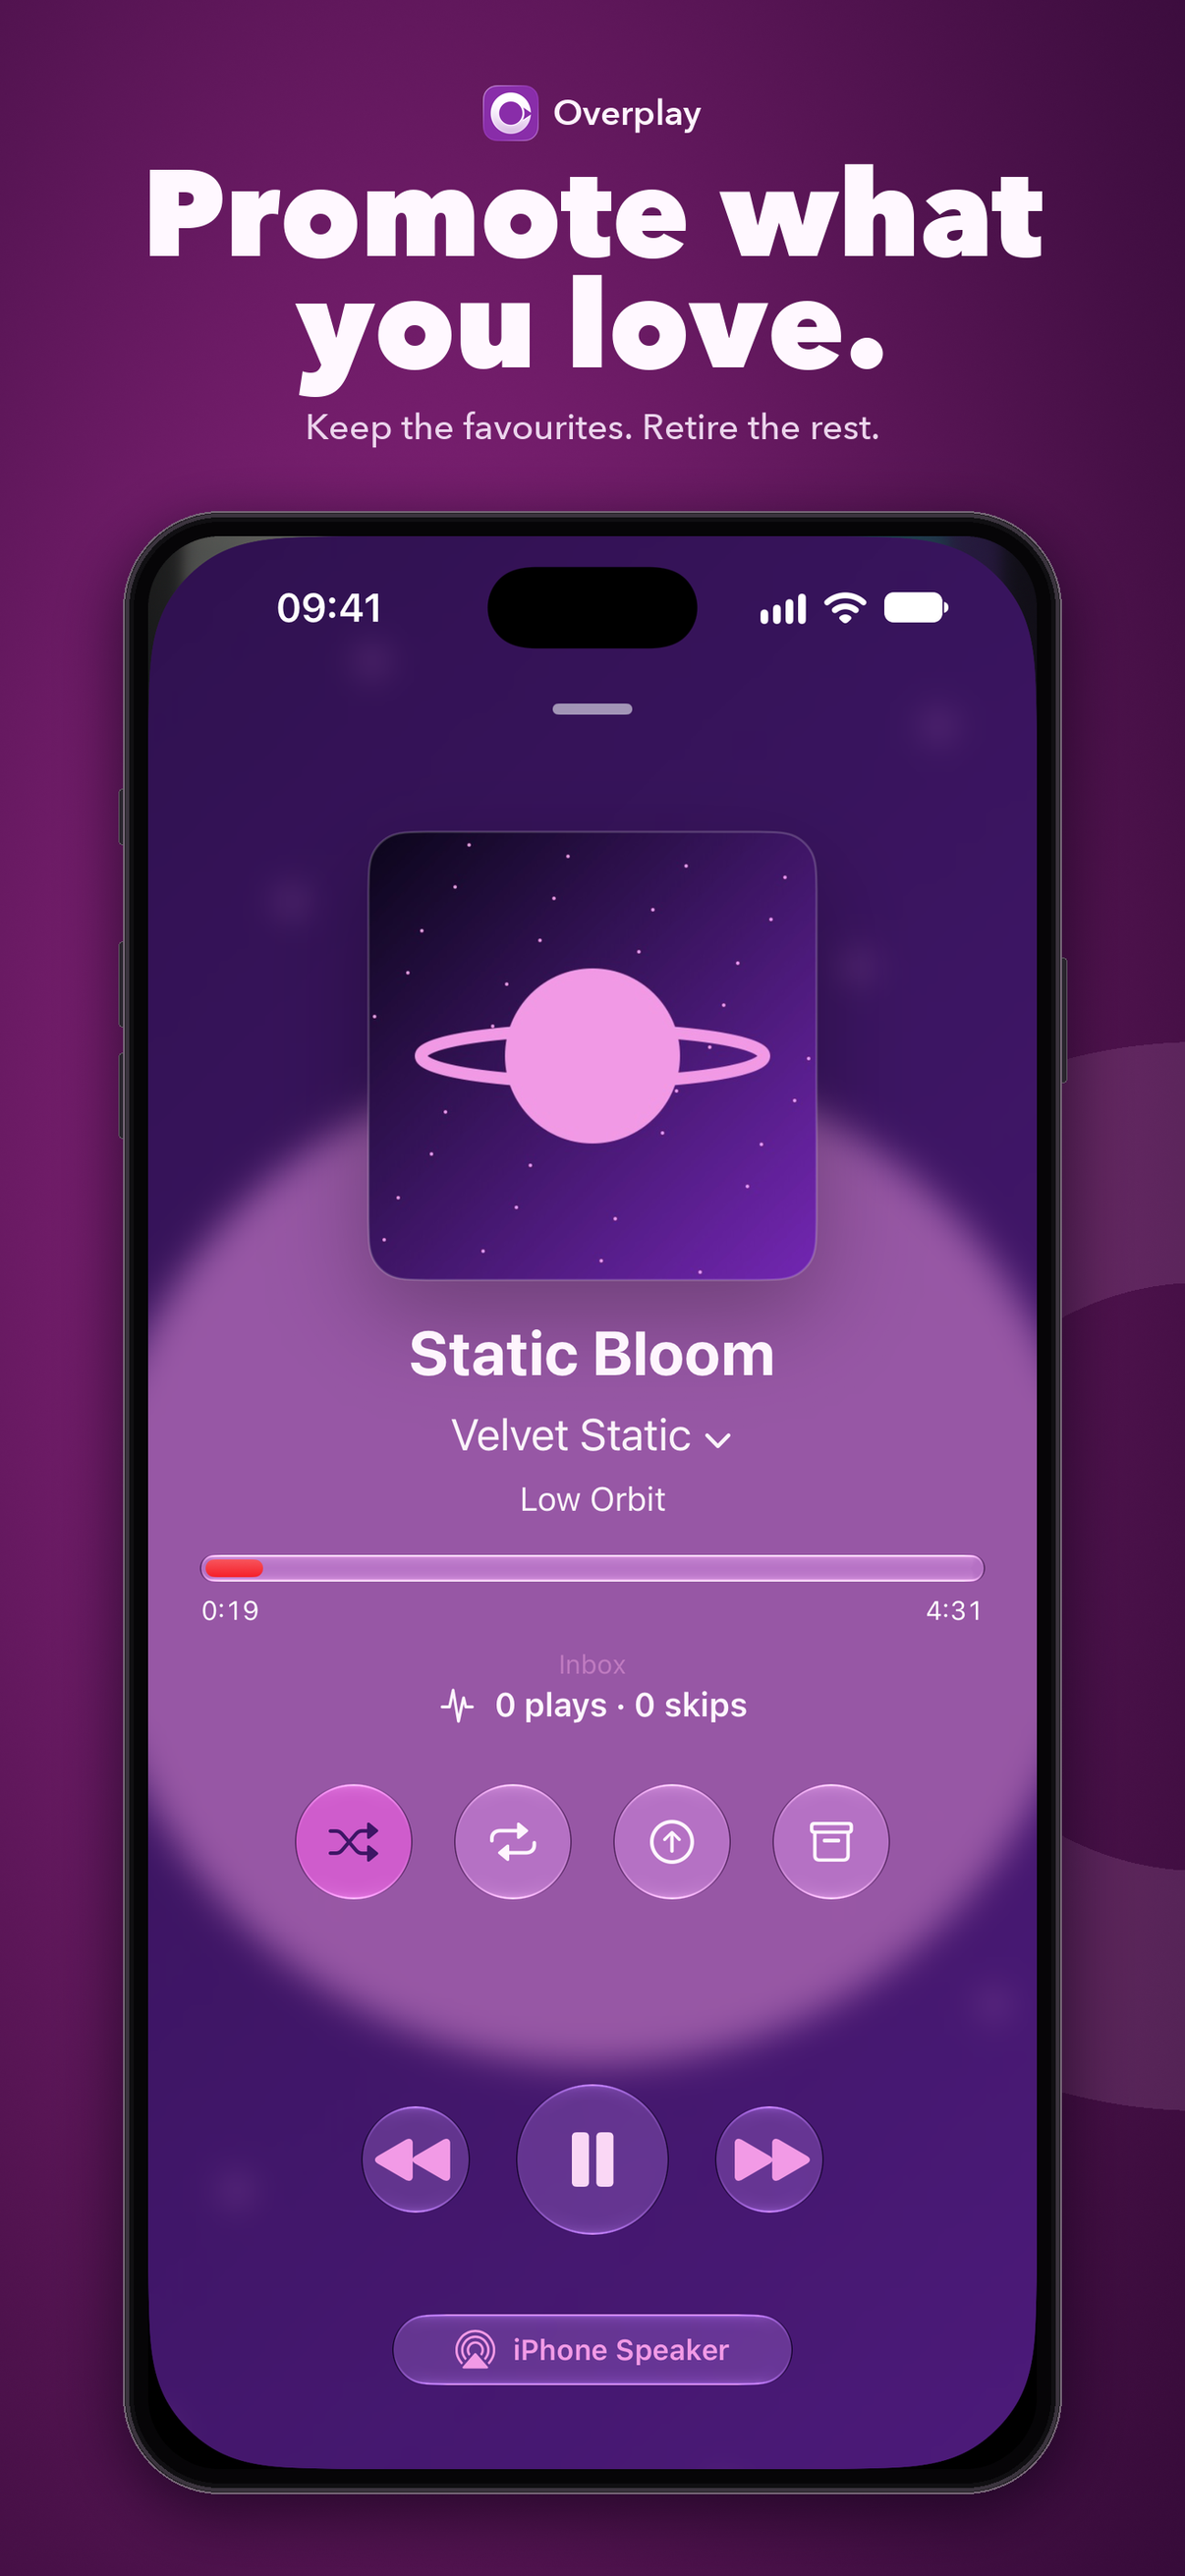 Overplay
Promote what
you love.
Keep the favourites. Retire the rest.
09:41
Static Bloom
Velvet Static
Low Orbit
0:19 4:31
Inbox
0 plays · 0 skips
iPhone Speaker